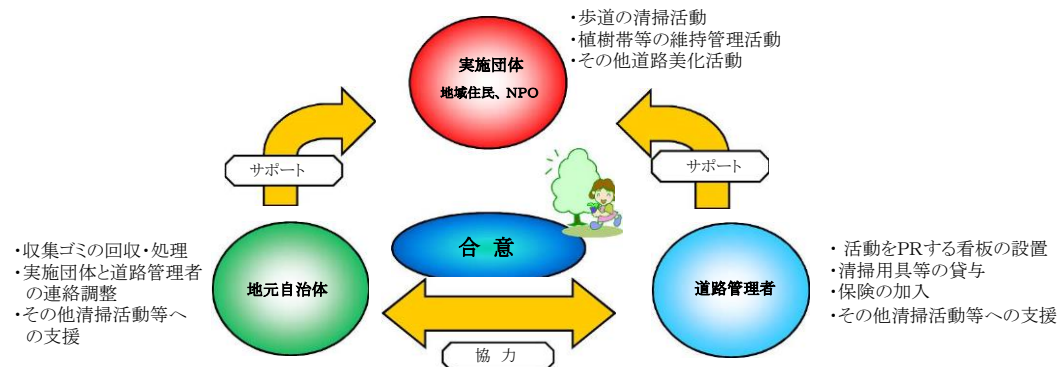 ・歩道の清掃活動
・植樹帯等の維持管理活動
・その他道路美化活動
実施団体
地域住民、NPO
サポート
サポート
合 意
・収集ゴミの回収・処理
・実施団体と道路管理者
の連絡調整
・その他清掃活動等へ
の支援
地元自治体
道路管理者
・ 活動をPRする看板の設置
・清掃用具等の貸与
・保険の加入
・その他清掃活動等への支援
協 力